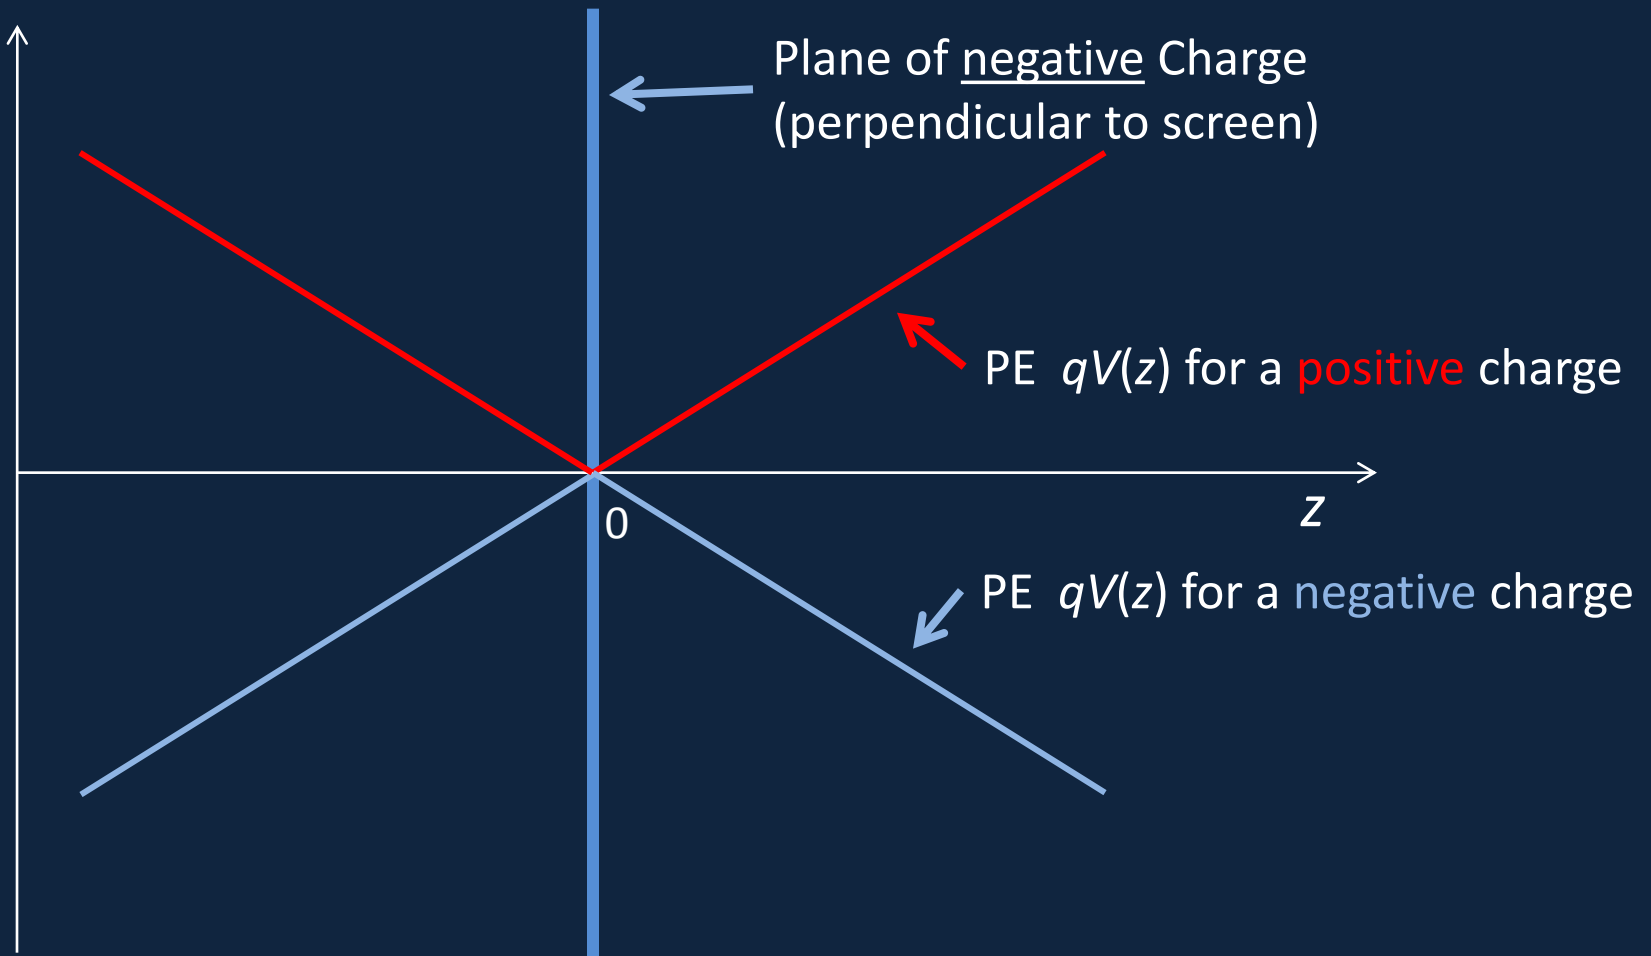 Plane of negative Charge
(perpendicular to screen)
PE qV(z) for a positive charge
z
0
PE qV(z) for a negative charge